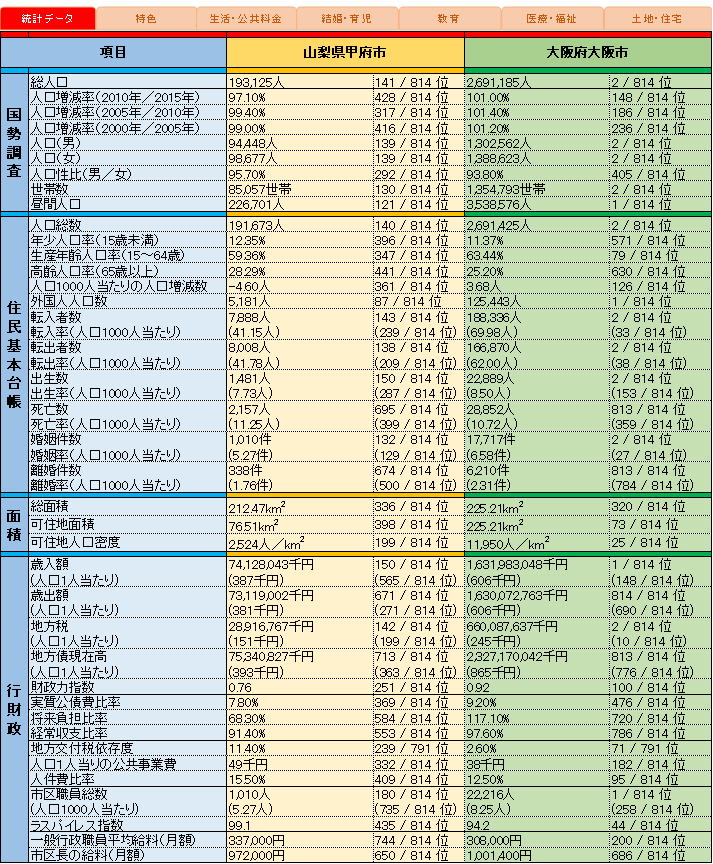 統計データ 特色 生活・公共料金 結婚・育児 教育 医療・福祉 土地・住宅
項目 山梨県甲府市 大阪府大阪市
国勢調査
総人口 193,125人 141 / 814 位 2,691,185人 2 / 814 位
人口増減率(2010年/2015年) 97.10% 428 / 814 位 101.00% 148 / 814 位
人口増減率(2005年/2010年) 99.40% 317 / 814 位 101.40% 186 / 814 位
人口増減率(2000年/2005年) 99.00% 416 / 814 位 101.20% 236 / 814 位
人口(男) 94,448人 139 / 814 位 1,302,562人 2 / 814 位
人口(女) 98,677人 139 / 814 位 1,388,623人 2 / 814 位
人口性比(男/女) 95.70% 292 / 814 位 93.80% 405 / 814 位
世帯数 85,057世帯 130 / 814 位 1,354,793世帯 2 / 814 位
昼間人口 226,701人 121 / 814 位 3,538,576人 1 / 814 位
住民基本台帳
人口総数 191,673人 140 / 814 位 2,691,425人 2 / 814 位
年少人口率(15歳未満) 12.35% 396 / 814 位 11.37% 571 / 814 位
生産年齢人口率(15～64歳) 59.36% 347 / 814 位 63.44% 79 / 814 位
高齢人口率(65歳以上) 28.29% 441 / 814 位 25.20% 630 / 814 位
人口1000人当たりの人口増減数 -4.60人 361 / 814 位 3.68人 126 / 814 位
外国人人口数 5,181人 87 / 814 位 125,443人 1 / 814 位
転入者数 7,888人 143 / 814 位 188,336人 2 / 814 位
転入率(人口1000人当たり) (41.15人) (239 / 814 位) (69.98人) (33 / 814 位)
転出者数 8,008人 138 / 814 位 166,870人 2 / 814 位
転出率(人口1000人当たり) (41.78人) (209 / 814 位) (62.00人) (38 / 814 位)
出生数 1,481人 150 / 814 位 22,889人 2 / 814 位
出生率(人口1000人当たり) (7.73人) (287 / 814 位) (8.50人) (153 / 814 位)
死亡数 2,157人 695 / 814 位 28,852人 813 / 814 位
死亡率(人口1000人当たり) (11.25人) (399 / 814 位) (10.72人) (359 / 814 位)
婚姻件数 1,010件 132 / 814 位 17,717件 2 / 814 位
婚姻率(人口1000人当たり) (5.27件) (129 / 814 位) (6.58件) (27 / 814 位)
離婚件数 338件 674 / 814 位 6,210件 813 / 814 位
離婚率(人口1000人当たり) (1.76件) (500 / 814 位) (2.31件) (784 / 814 位)
面積
総面積 212.47km² 336 / 814 位 225.21km² 320 / 814 位
可住地面積 76.51km² 398 / 814 位 225.21km² 73 / 814 位
可住地人口密度 2,524人/km² 199 / 814 位 11,950人/km² 25 / 814 位
行財政
歳入額 74,128,043千円 150 / 814 位 1,631,983,048千円 1 / 814 位
(人口1人当たり) (387千円) (565 / 814 位) (606千円) (148 / 814 位)
歳出額 73,119,002千円 671 / 814 位 1,630,072,763千円 814 / 814 位
(人口1人当たり) (381千円) (271 / 814 位) (606千円) (690 / 814 位)
地方税 28,916,767千円 142 / 814 位 660,087,637千円 2 / 814 位
(人口1人当たり) (151千円) (199 / 814 位) (245千円) (10 / 814 位)
地方債現在高 75,340,827千円 713 / 814 位 2,327,170,042千円 813 / 814 位
(人口1人当たり) (393千円) (363 / 814 位) (865千円) (776 / 814 位)
財政力指数 0.76 251 / 814 位 0.92 100 / 814 位
実質公債費比率 7.80% 369 / 814 位 9.20% 476 / 814 位
将来負担比率 68.30% 584 / 814 位 117.10% 720 / 814 位
経常収支比率 91.40% 553 / 814 位 97.60% 786 / 814 位
地方交付税依存度 11.40% 239 / 791 位 2.60% 71 / 791 位
人口1人当りの公共事業費 49千円 332 / 814 位 38千円 182 / 814 位
人件費比率 15.50% 409 / 814 位 12.50% 95 / 814 位
市区職員総数 1,010人 180 / 814 位 22,216人 1 / 814 位
(人口1000人当たり) (5.27人) (735 / 814 位) (8.25人) (258 / 814 位)
ラスパイレス指数 99.1 435 / 814 位 94.2 44 / 814 位
一般行政職員平均給料(月額) 337,000円 744 / 814 位 308,000円 200 / 814 位
市区長の給料(月額) 972,000円 650 / 814 位 1,001,400円 686 / 814 位